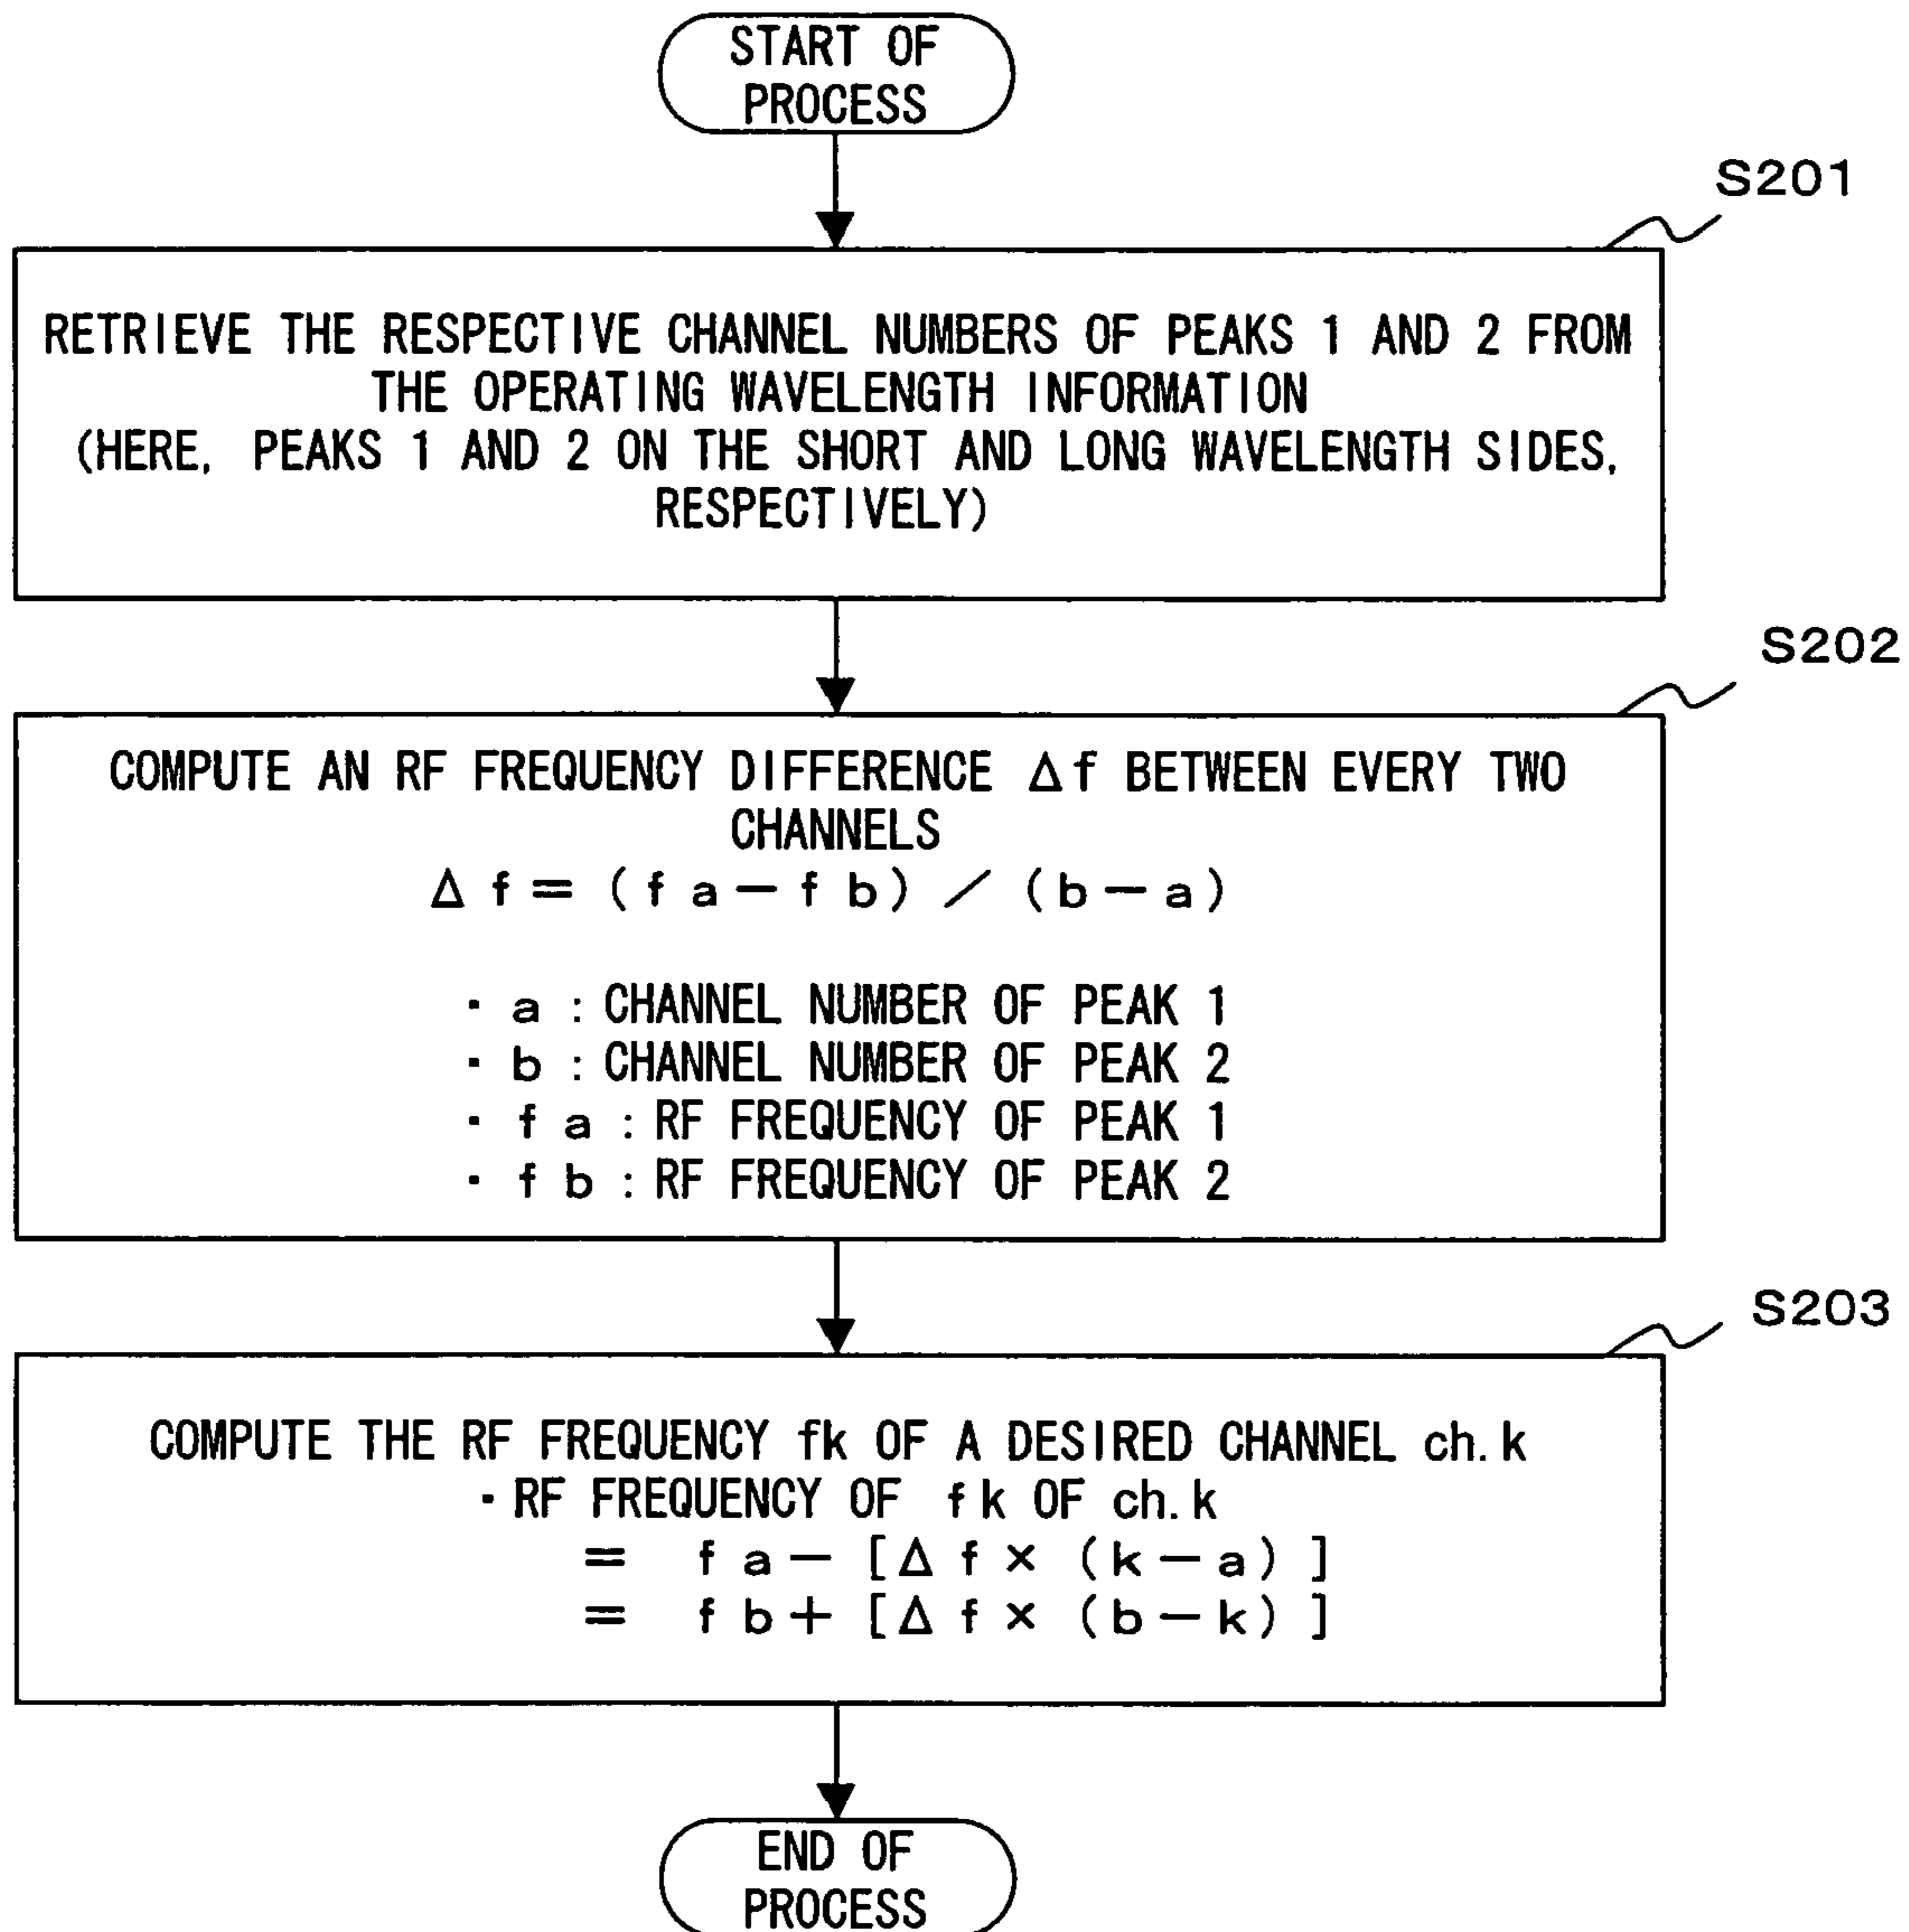 START OF
PROCESS
S201
RETRIEVE THE RESPECTIVE CHANNEL NUMBERS OF PEAKS 1 AND 2 FROM
THE OPERATING WAVELENGTH INFORMATION
(HERE, PEAKS 1 AND 2 ON THE SHORT AND LONG WAVELENGTH SIDES,
RESPECTIVELY)
S202
COMPUTE AN RF FREQUENCY DIFFERENCE Δf BETWEEN EVERY TWO
CHANNELS
Δf=(fa-fb)/(b-a)
・a:CHANNEL NUMBER OF PEAK 1
・b:CHANNEL NUMBER OF PEAK 2
・fa:RF FREQUENCY OF PEAK 1
・fb:RF FREQUENCY OF PEAK 2
S203
COMPUTE THE RF FREQUENCY fk OF A DESIRED CHANNEL ch.k
・RF FREQUENCY OF fk OF ch.k
= fa-[Δf×(k-a)]
= fb+[Δf×(b-k)]
END OF
PROCESS